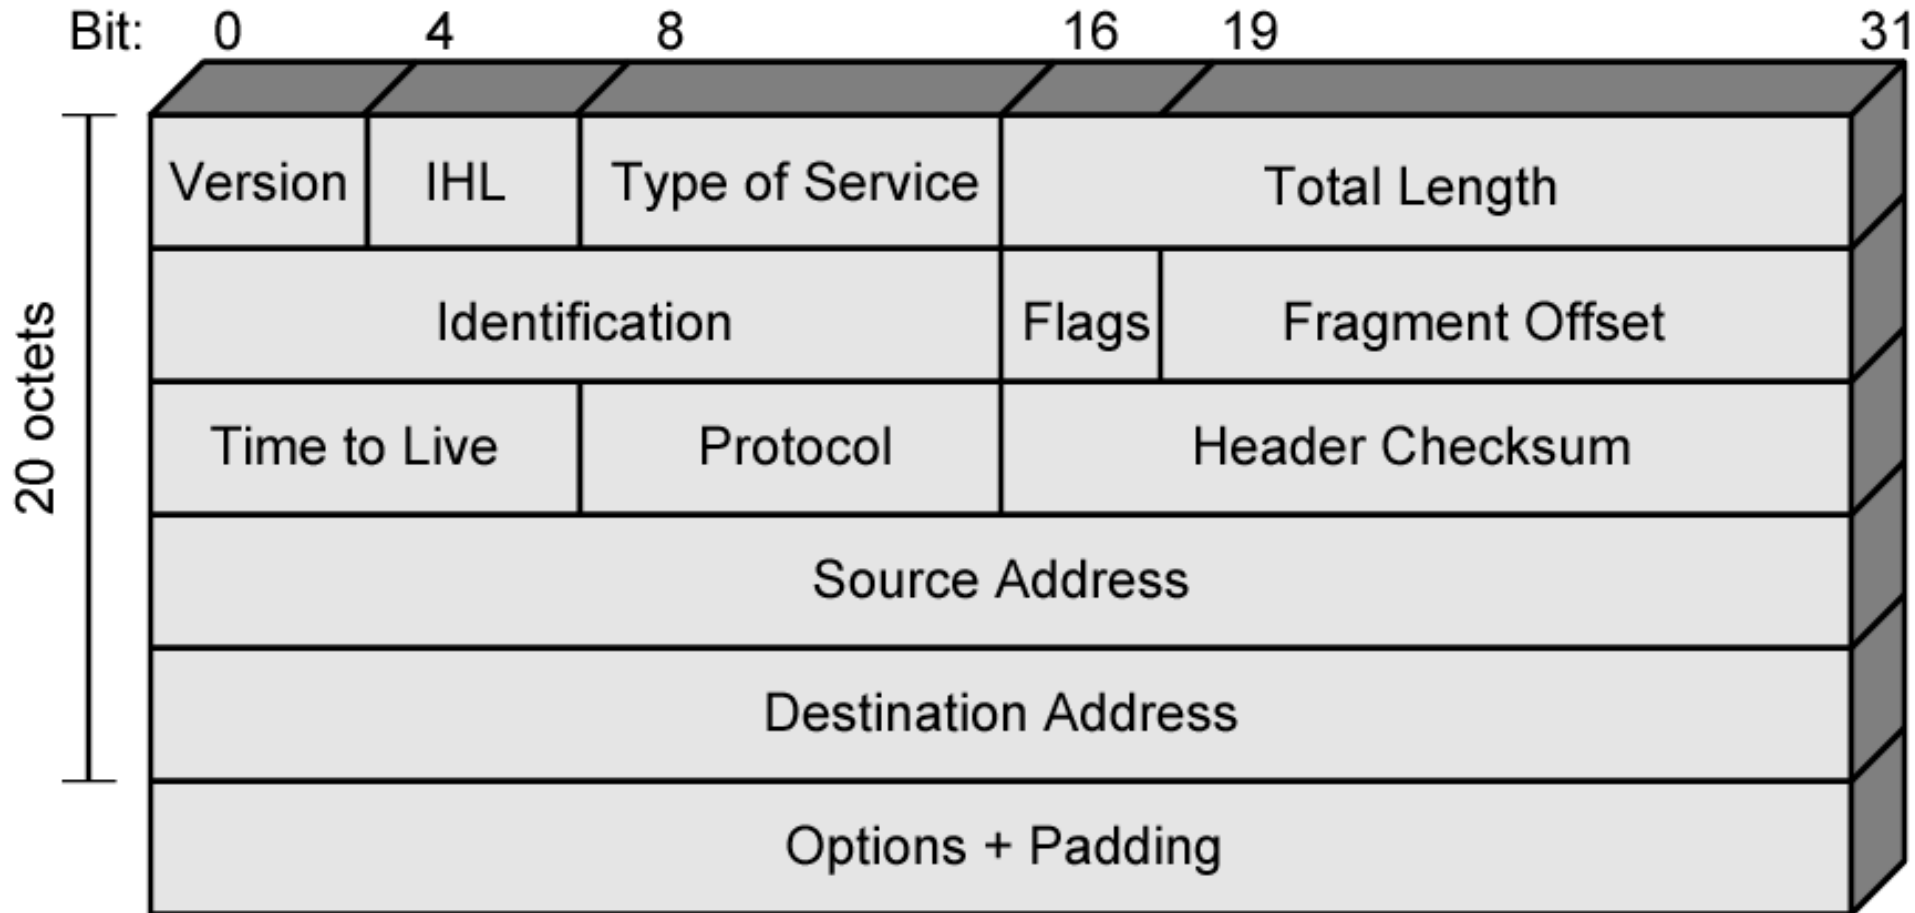 Bit: 0 4 8 16 19 31
Version IHL Type of Service Total Length
Identification Flags Fragment Offset
Time to Live Protocol Header Checksum
Source Address
Destination Address
Options + Padding
20 octets